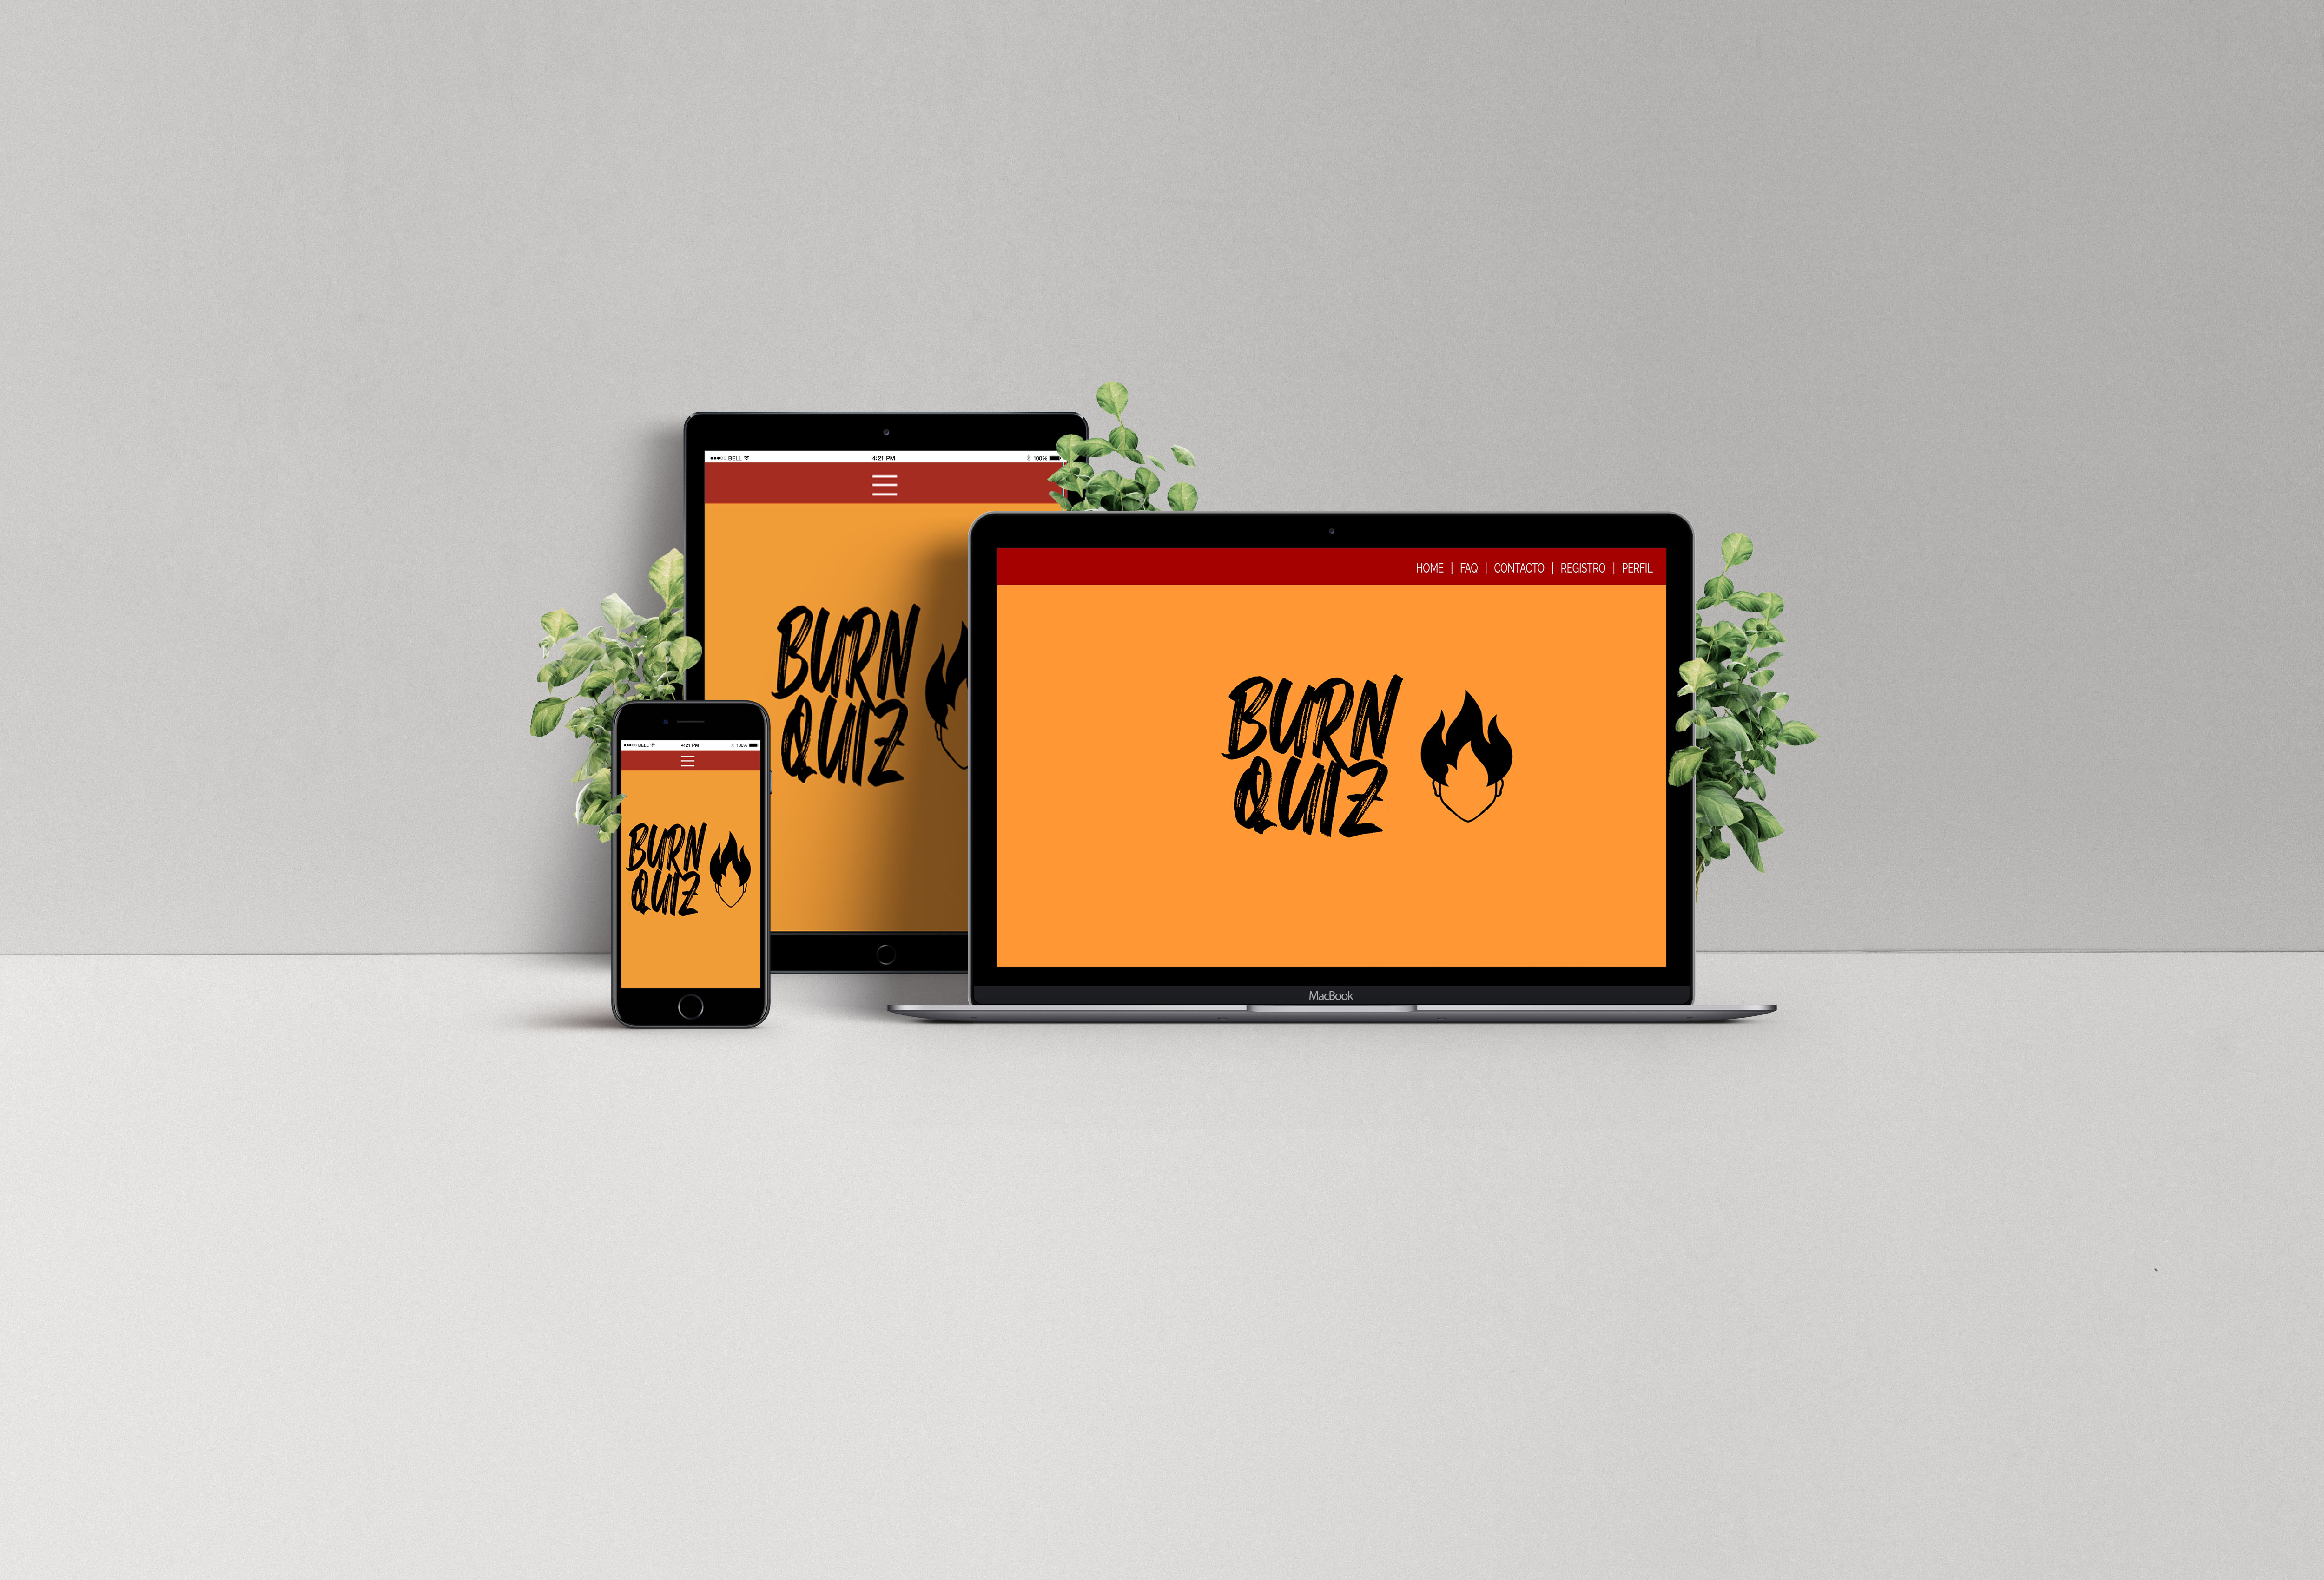 BELL 4:21 PM 100%
BURN
QUIZ
BELL 4:21 PM 100%
BURN
QUIZ
HOME | FAQ | CONTACTO | REGISTRO | PERFIL
BURN
QUIZ
MacBook